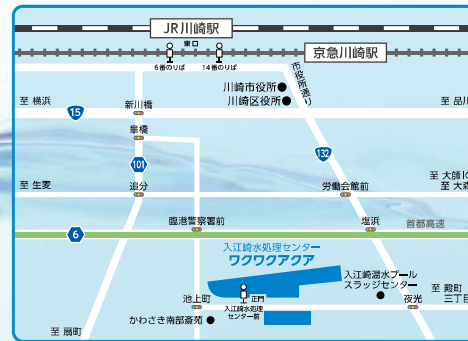 JR川崎駅
東口
京急川崎駅
6番のりば
14番のりば
市役所通り
川崎市役所
川崎区役所
至 横浜
15
新川橋
至 品川
皐橋
101
132
至 生麦
追分
労働会館前
至 大師IC
至 大森
臨港警察署前
塩浜
首都高速
6
入江崎水処理センター
ワクワクアクア
入江崎温水プール
スラッジセンター
池上町
正門
入江崎水処理
センター前
至 殿町
三丁目
夜光
かわさき南部斎苑
至 扇町